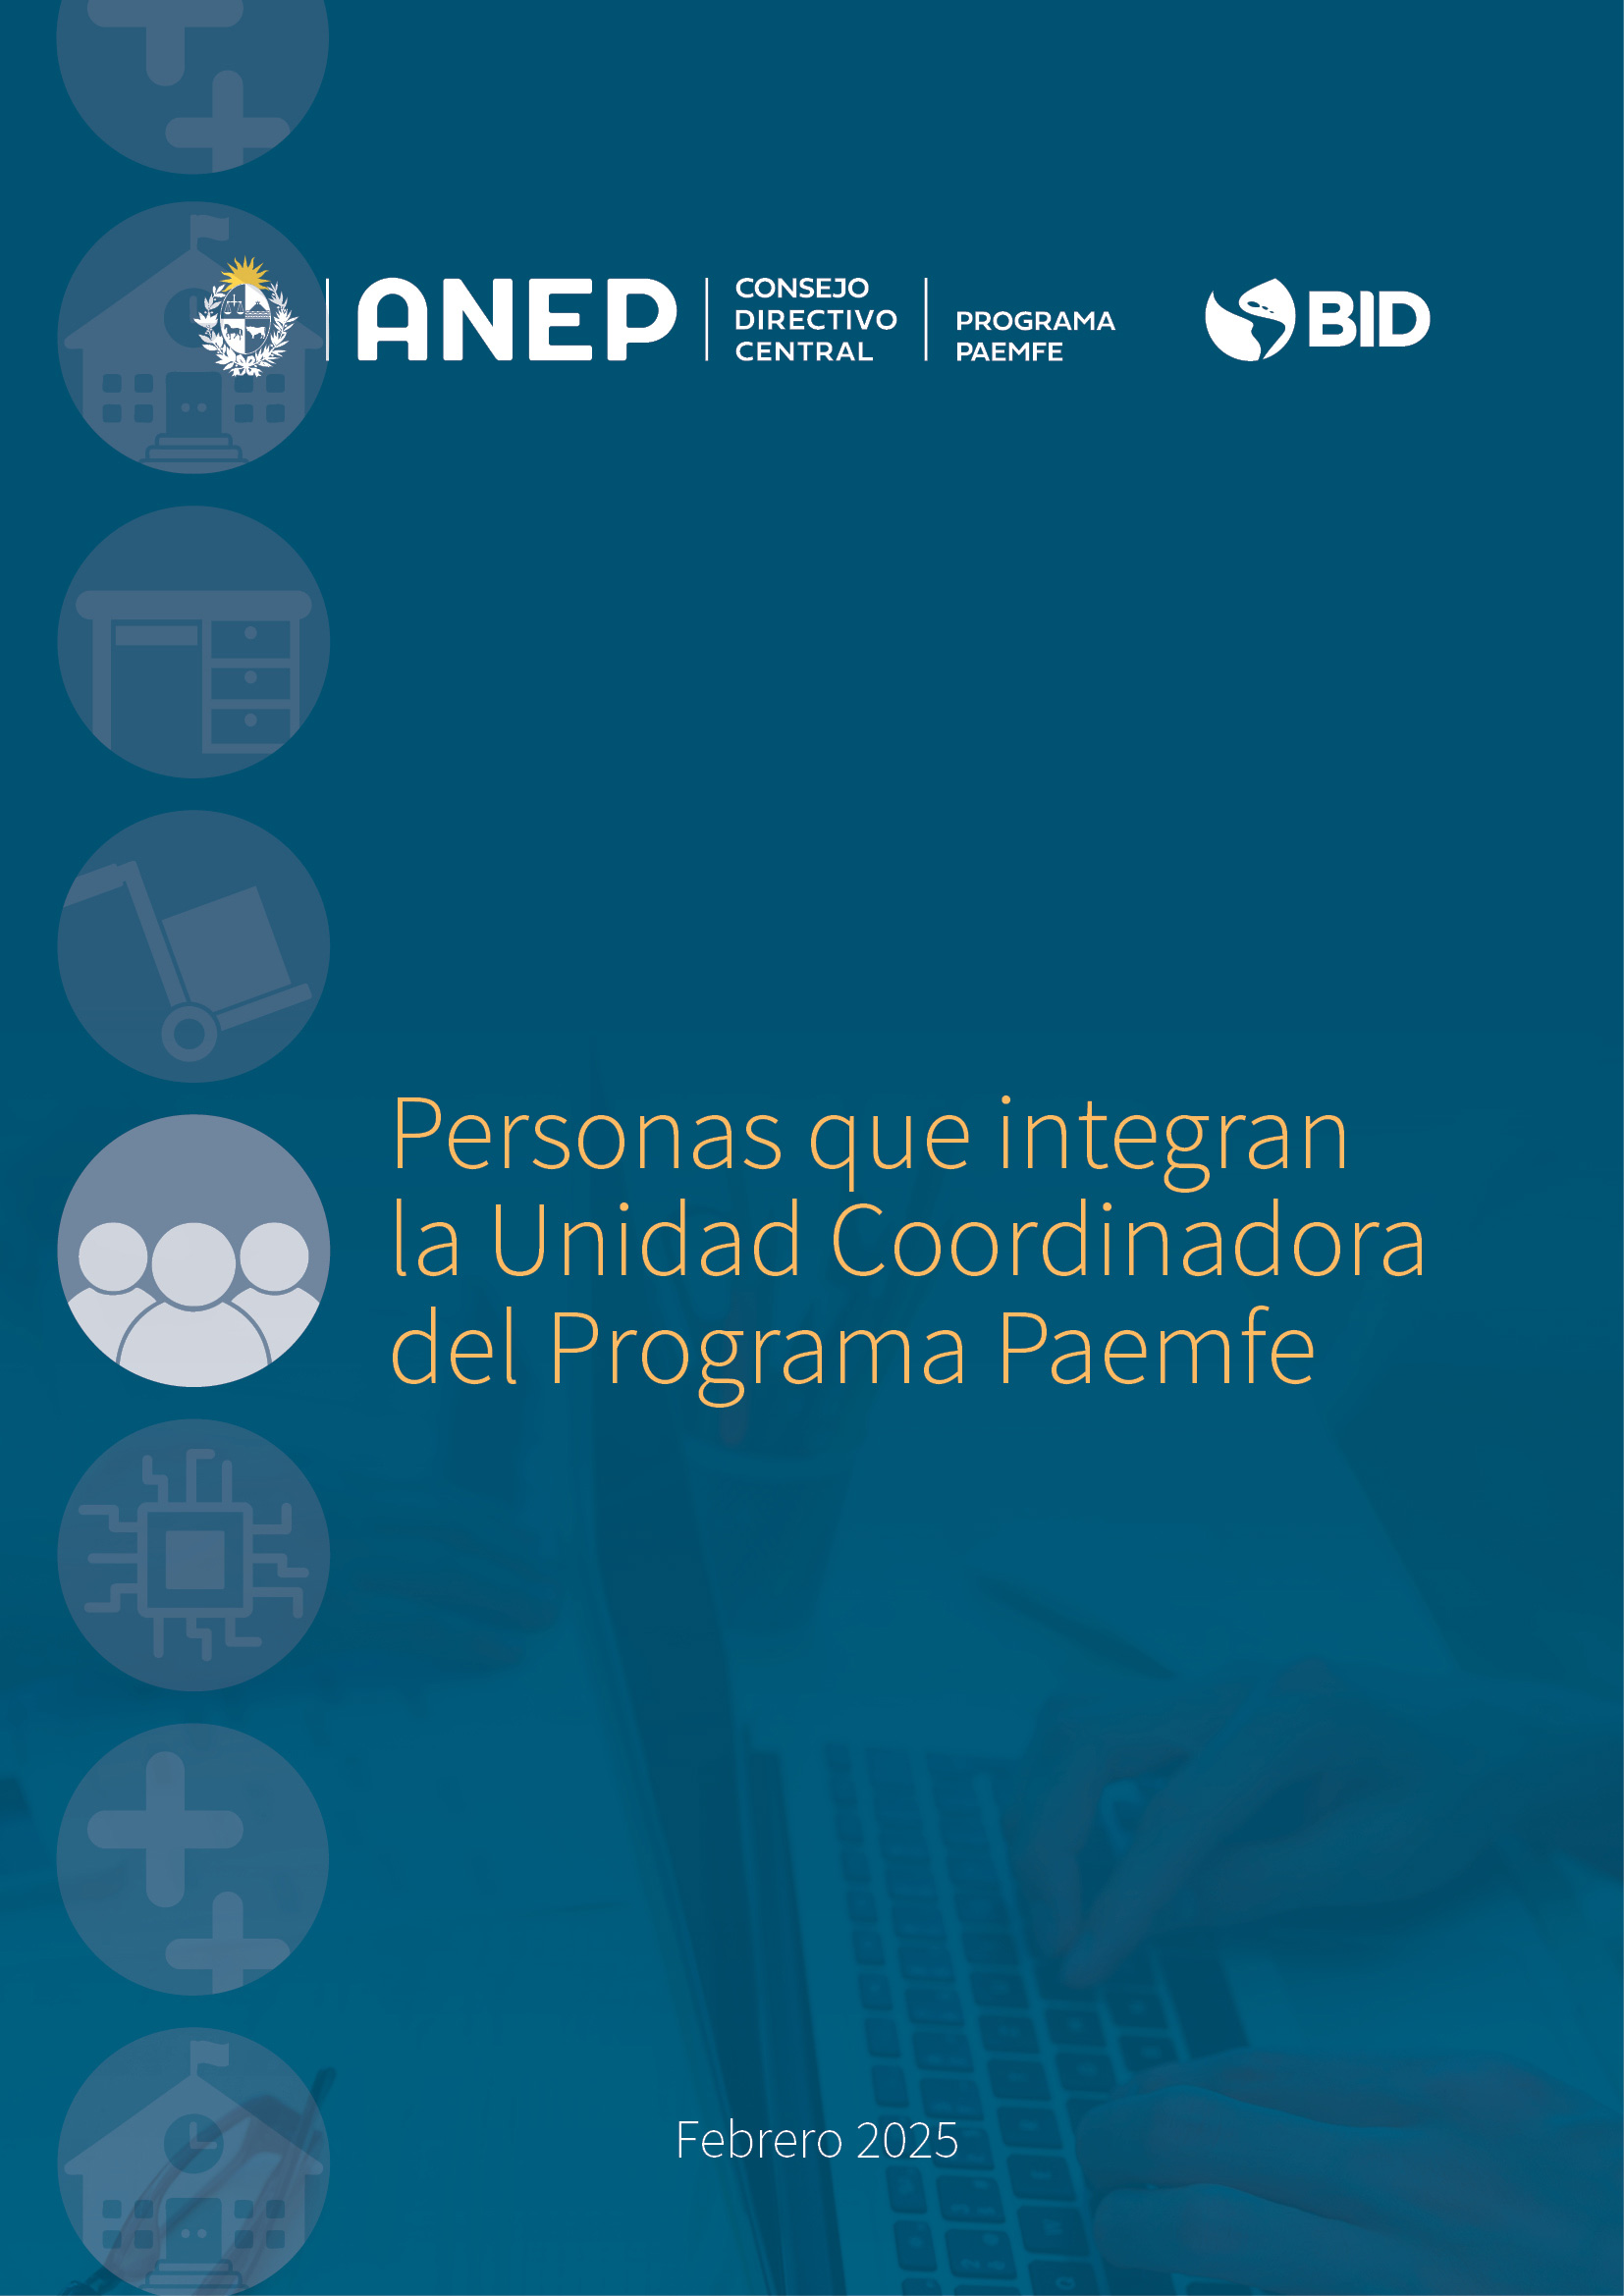 ANEP
CONSEJO
DIRECTIVO
CENTRAL
PROGRAMA
PAEMFE
BID
Personas que integran
la Unidad Coordinadora
del Programa Paemfe
Febrero 2025